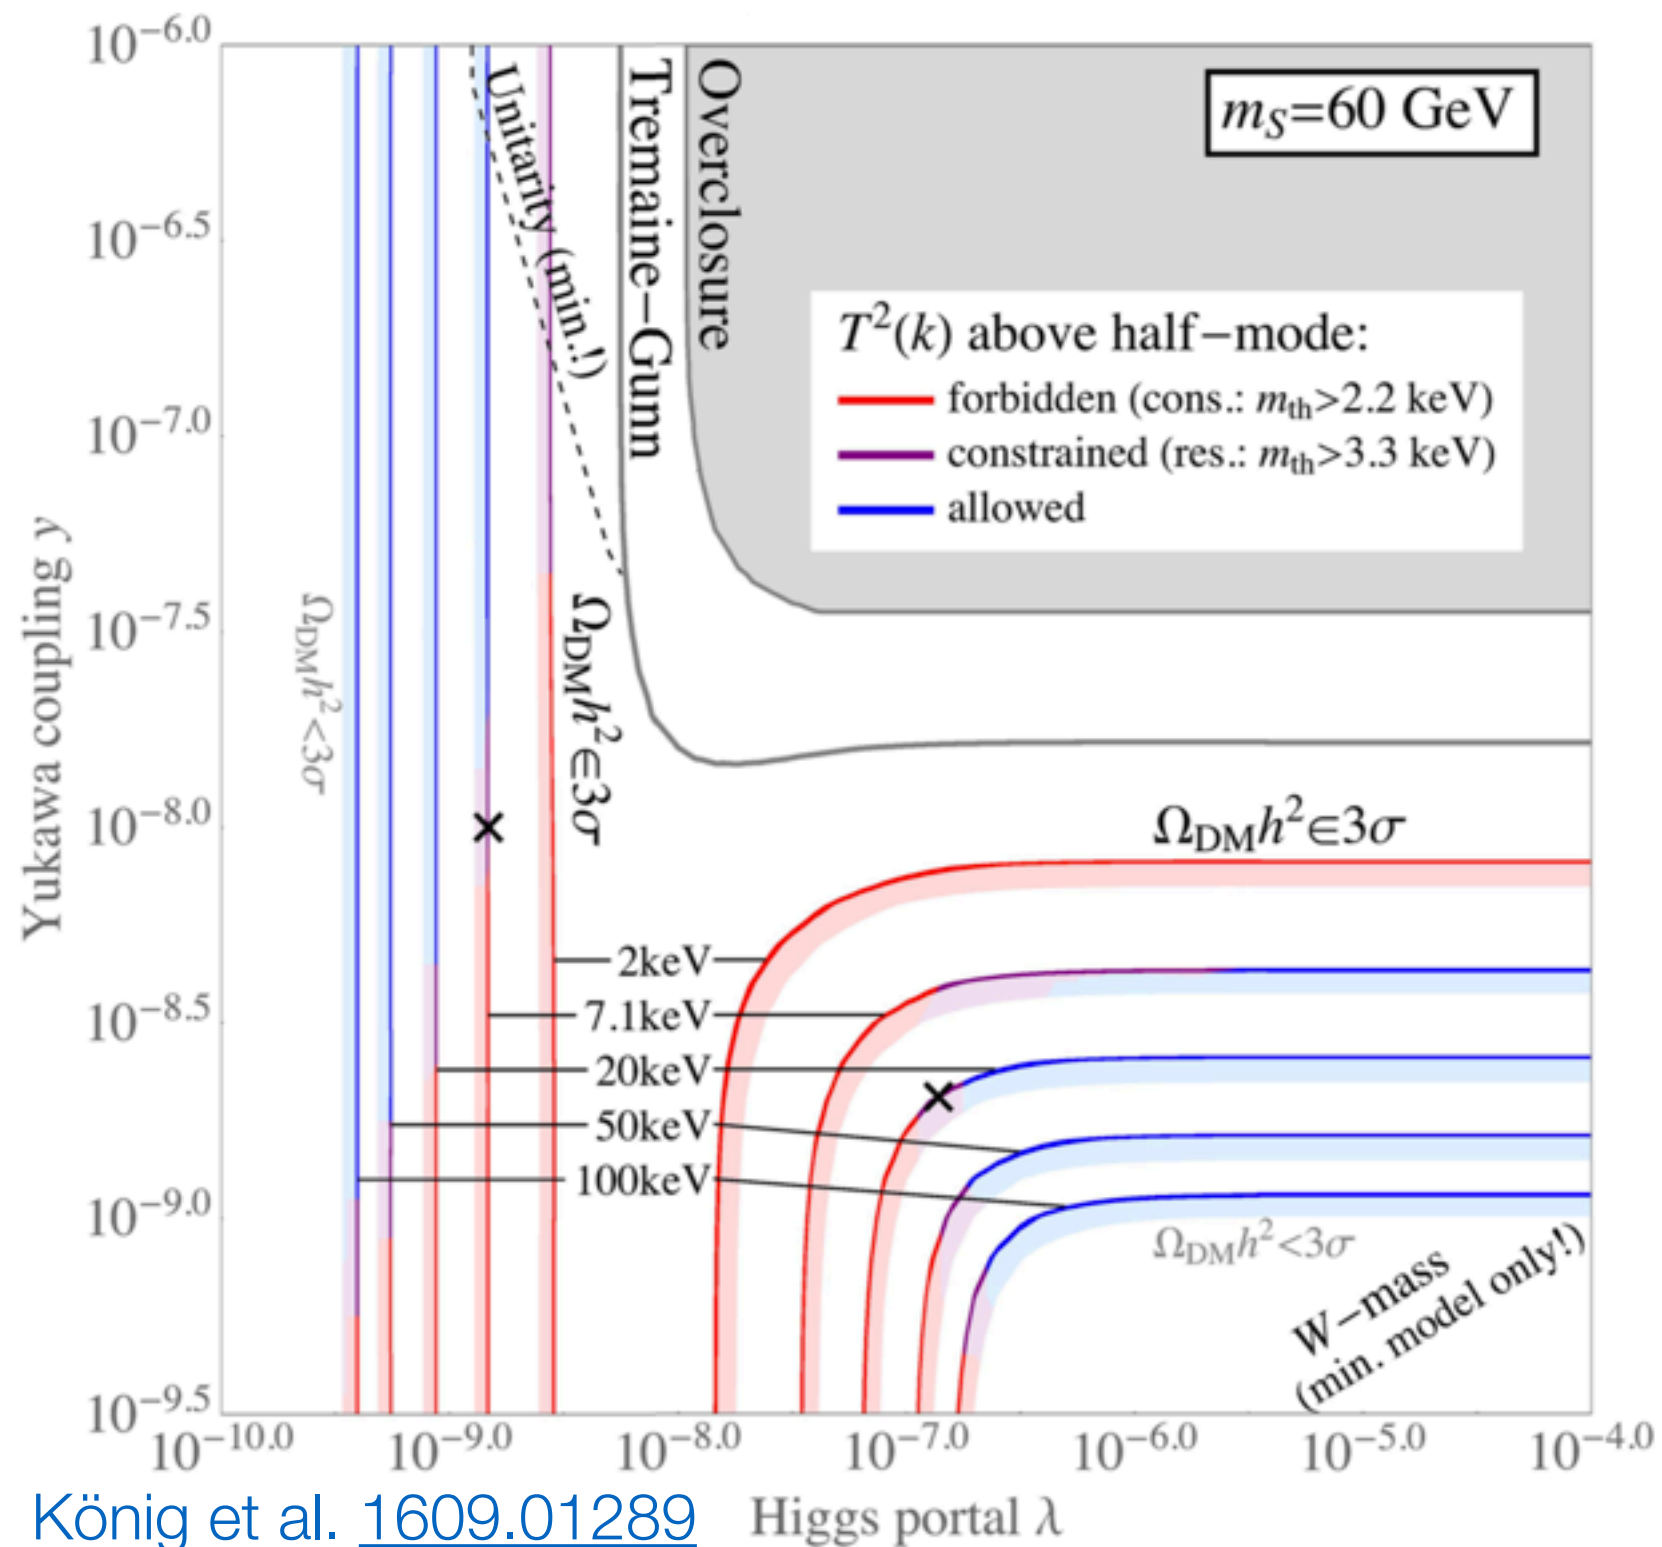 10^−6.0
10^−6.5
10^−7.0
10^−7.5
10^−8.0
10^−8.5
10^−9.0
10^−9.5
Yukawa coupling y
10^−10.0
10^−9.0
10^−8.0
10^−7.0
10^−6.0
10^−5.0
10^−4.0
Higgs portal λ
Unitarity (min.!)
Tremaine−Gunn
Overclosure
m_S=60 GeV
T²(k) above half−mode:
forbidden (cons.: m_th>2.2 keV)
constrained (res.: m_th>3.3 keV)
allowed
Ω_DM h²<3σ
Ω_DM h²∈3σ
Ω_DM h²∈3σ
2keV
7.1keV
20keV
50keV
100keV
Ω_DM h²<3σ
W−mass
(min. model only!)
König et al. 1609.01289